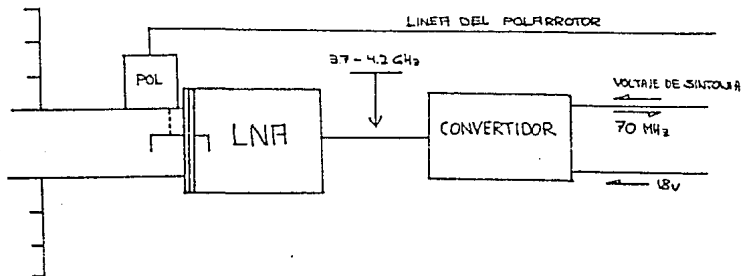 LINEA DEL POLARROTOR
3.7 - 4.2 GHz
POL
VOLTAJE DE SINTONIA
LNA
CONVERTIDOR
70 MHz
18V